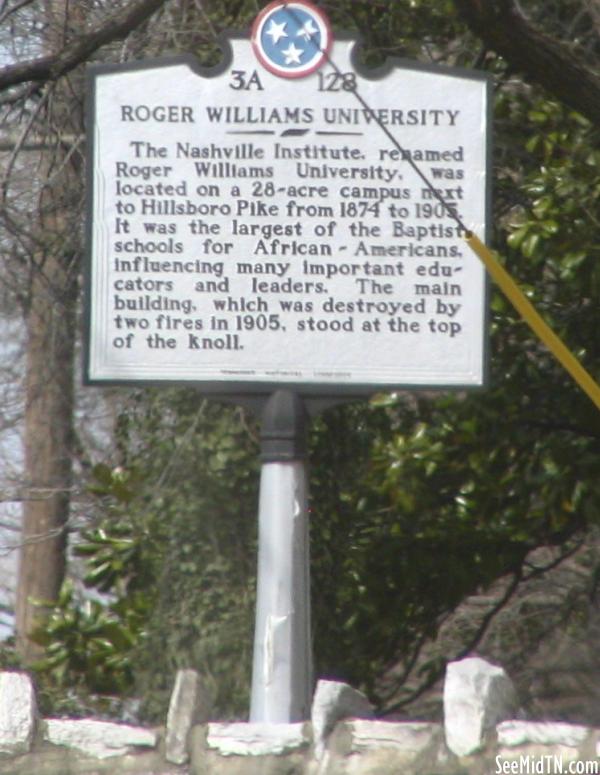 3A 128
ROGER WILLIAMS UNIVERSITY
The Nashville Institute, renamed
Roger Williams University, was
located on a 28-acre campus next
to Hillsboro Pike from 1874 to 1905.
It was the largest of the Baptist
schools for African-Americans,
influencing many important edu-
cators and leaders. The main
building, which was destroyed by
two fires in 1905, stood at the top
of the knoll.
TENNESSEE HISTORICAL COMMISSION
SeeMidTN.com